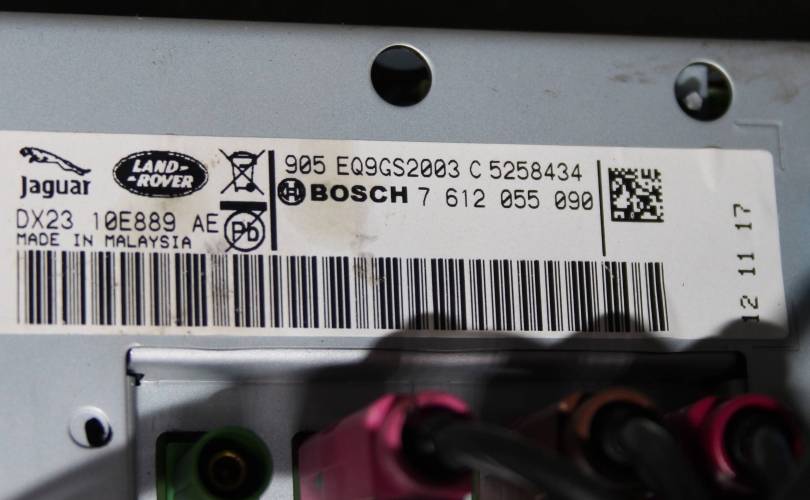 Jaguar
LAND-
-ROVER
905 EQ9GS2003 C 5258434
BOSCH 7 612 055 090
DX23 10E889 AE
Pb
MADE IN MALAYSIA
12 11 17